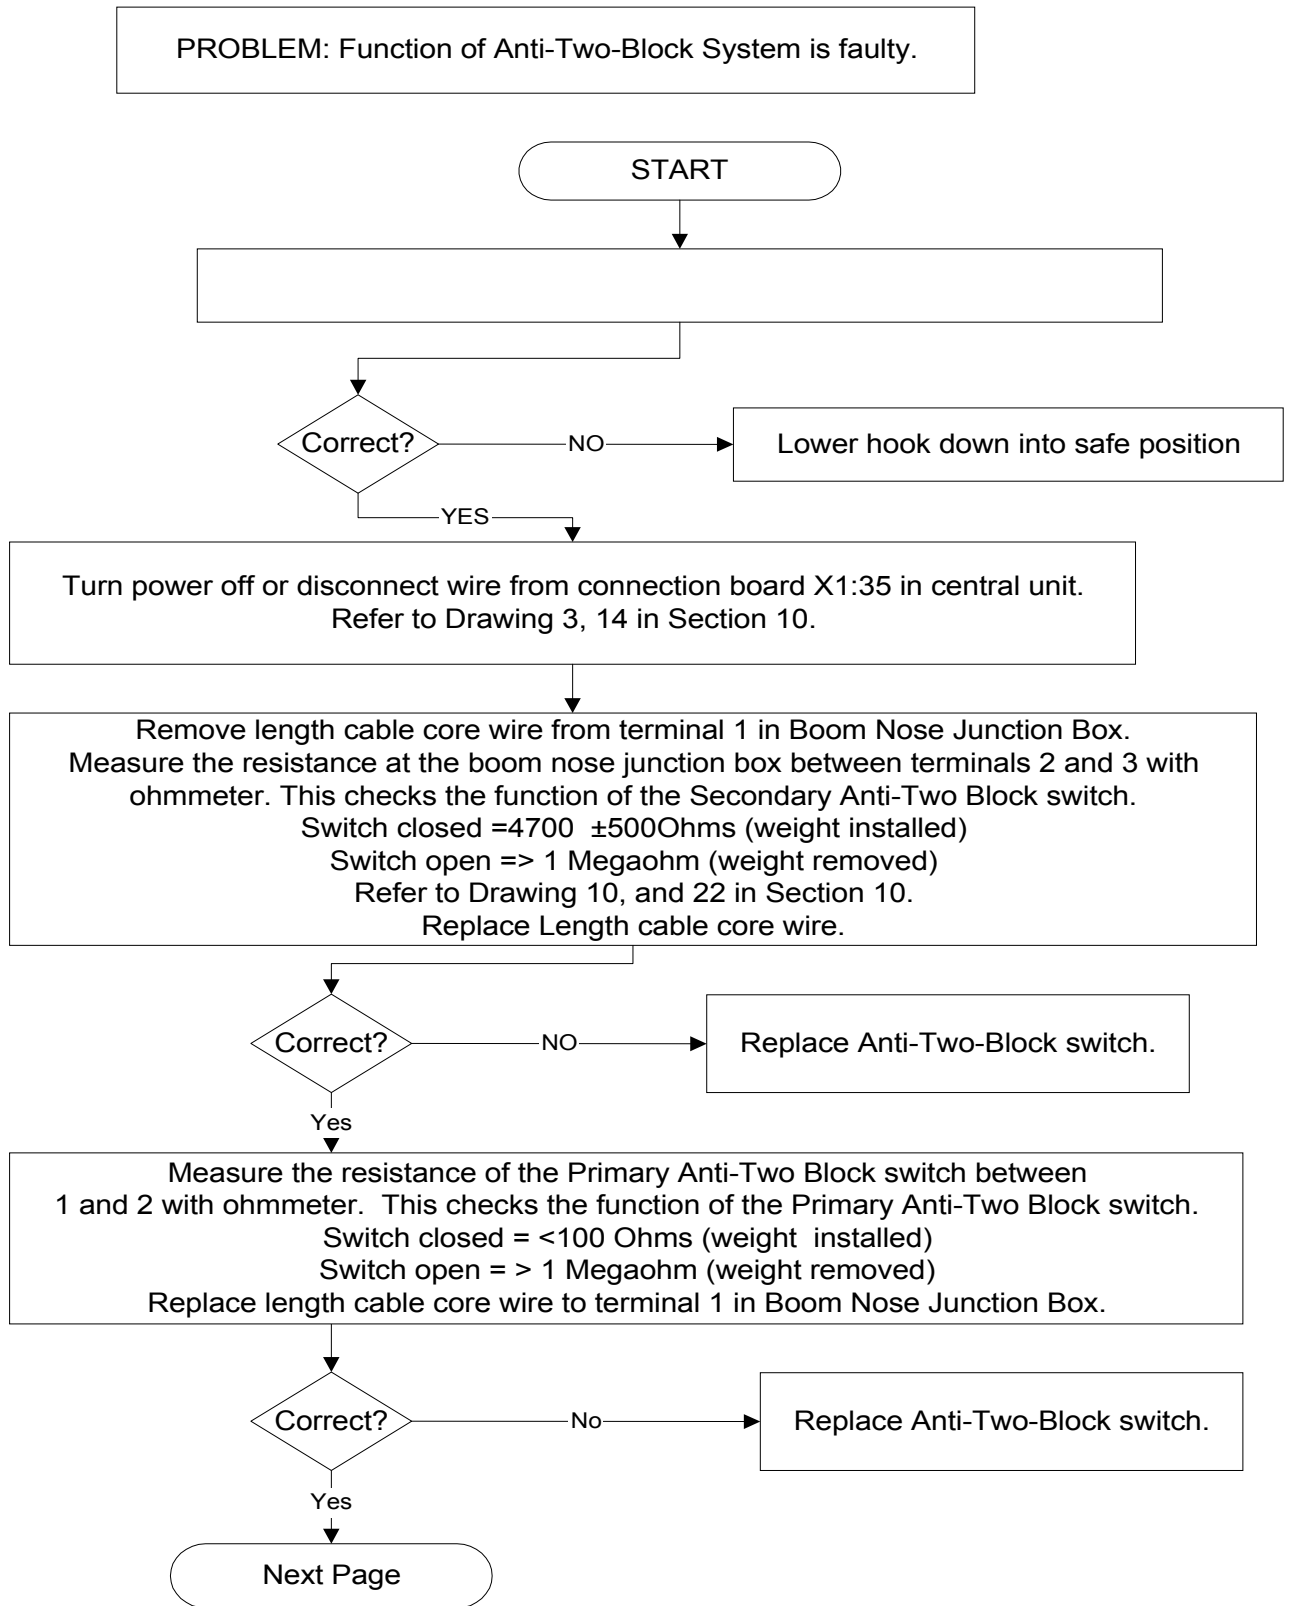 PROBLEM: Function of Anti-Two-Block System is faulty.
START
Correct?
NO
Lower hook down into safe position
YES
Turn power off or disconnect wire from connection board X1:35 in central unit.
Refer to Drawing 3, 14 in Section 10.
Remove length cable core wire from terminal 1 in Boom Nose Junction Box.
Measure the resistance at the boom nose junction box between terminals 2 and 3 with
ohmmeter. This checks the function of the Secondary Anti-Two Block switch.
Switch closed =4700 ±500Ohms (weight installed)
Switch open => 1 Megaohm (weight removed)
Refer to Drawing 10, and 22 in Section 10.
Replace Length cable core wire.
Correct?
NO
Replace Anti-Two-Block switch.
Yes
Measure the resistance of the Primary Anti-Two Block switch between
1 and 2 with ohmmeter. This checks the function of the Primary Anti-Two Block switch.
Switch closed = <100 Ohms (weight installed)
Switch open = > 1 Megaohm (weight removed)
Replace length cable core wire to terminal 1 in Boom Nose Junction Box.
Correct?
No
Replace Anti-Two-Block switch.
Yes
Next Page